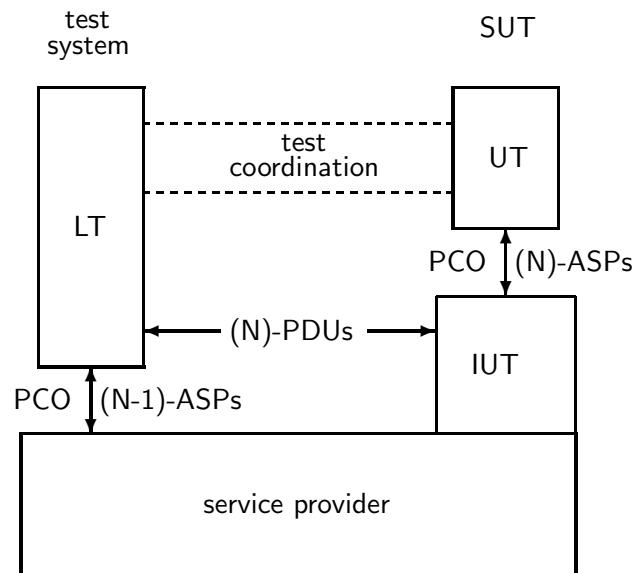 test
system
SUT
test
coordination
UT
LT
PCO
(N)-ASPs
(N)-PDUs
IUT
PCO
(N-1)-ASPs
service provider